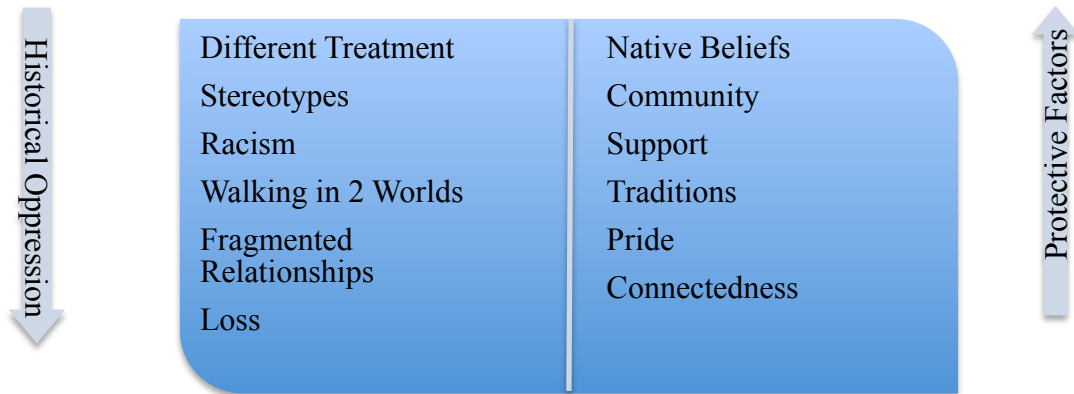 Historical Oppression
Different Treatment
Stereotypes
Racism
Walking in 2 Worlds
Fragmented
Relationships
Loss
Native Beliefs
Community
Support
Traditions
Pride
Connectedness
Protective Factors